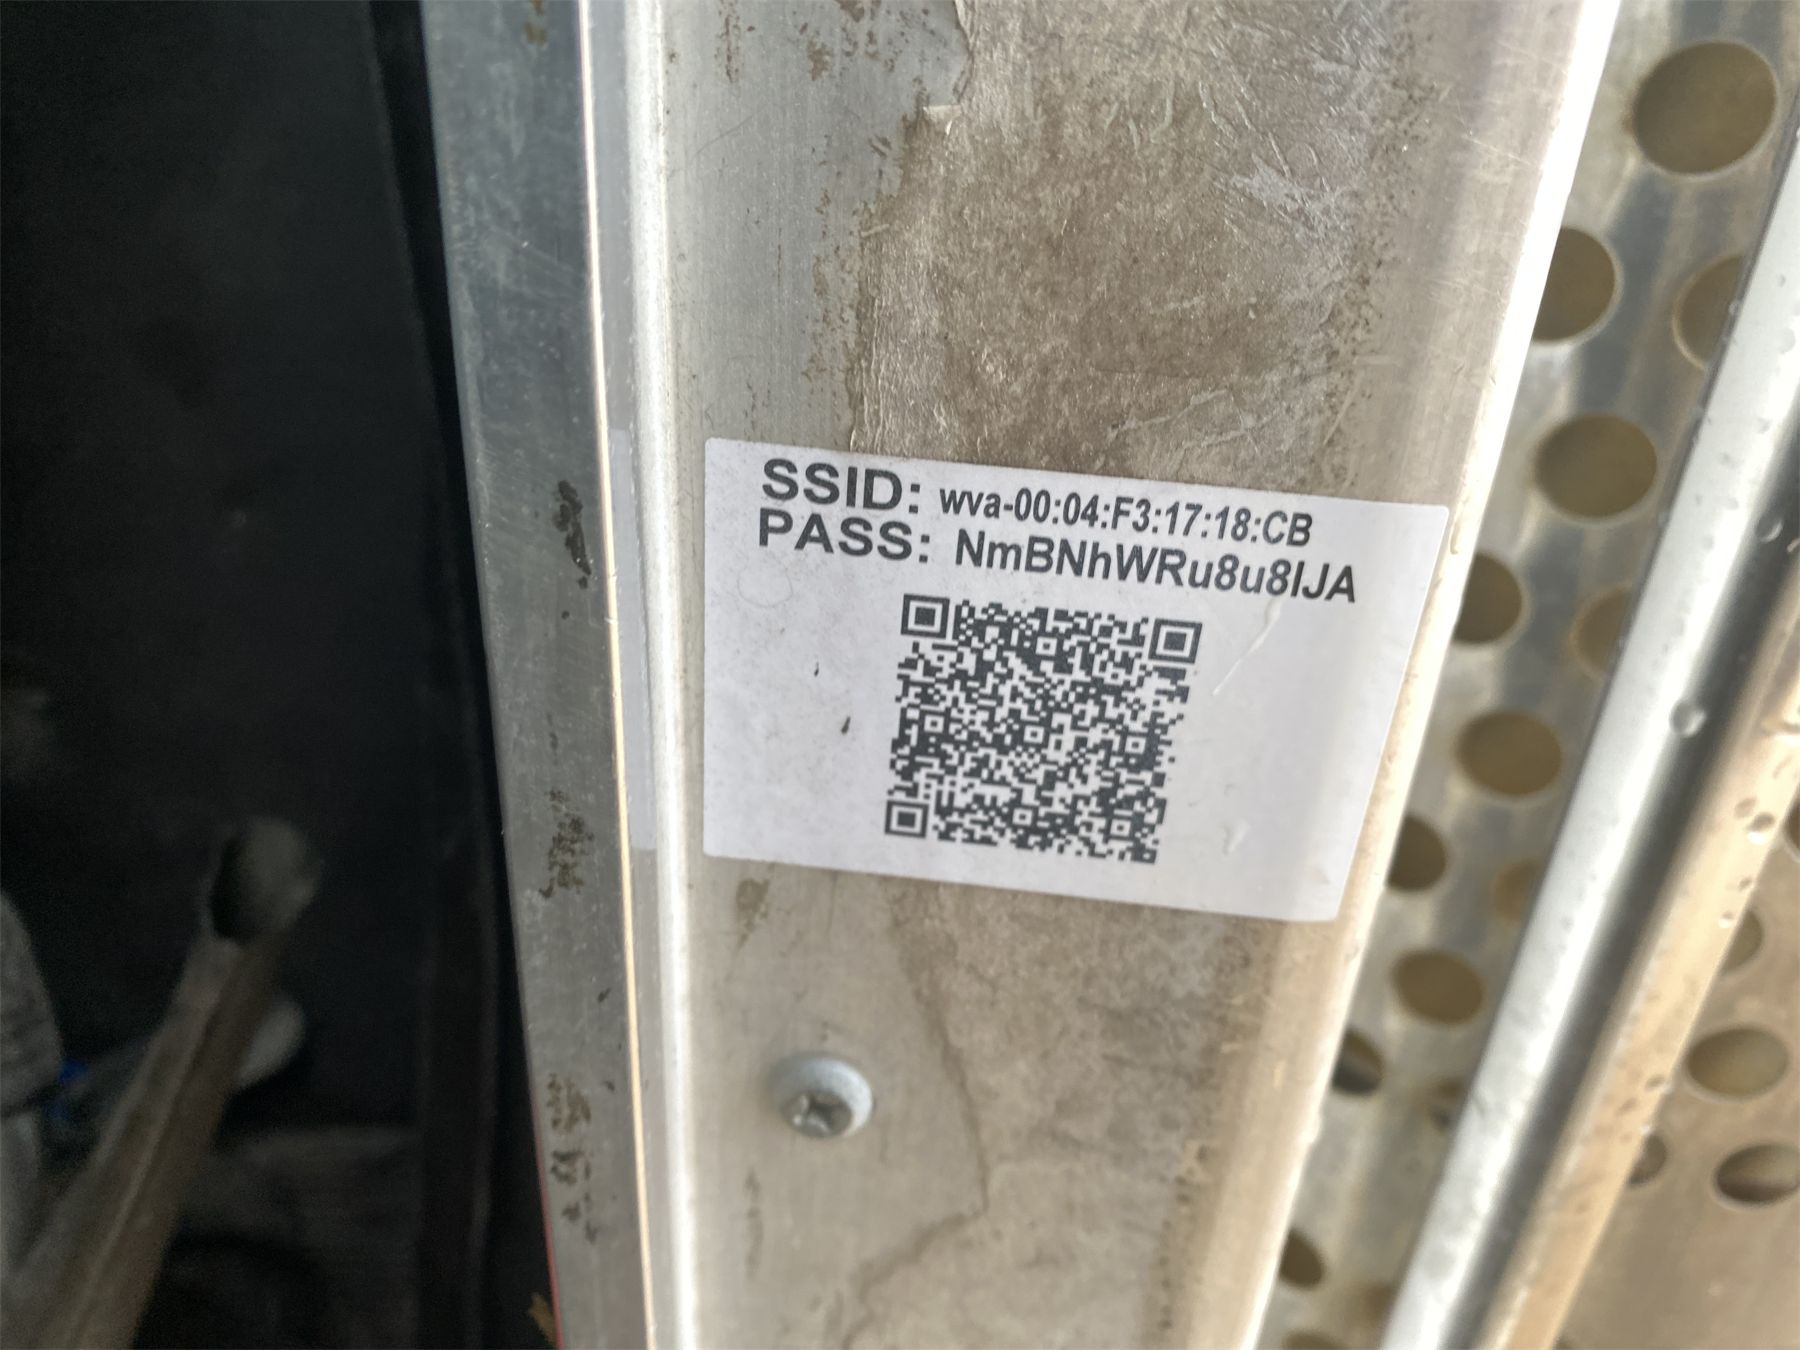 SSID: wva-00:04:F3:17:18:CB
PASS: NmBNhWRu8u8IJA